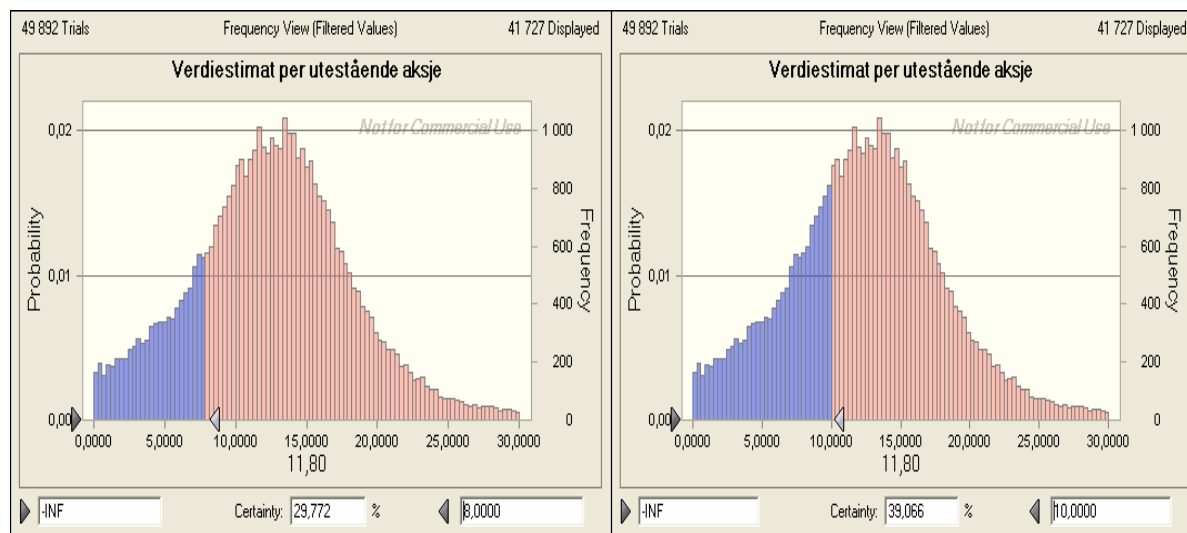 49 892 Trials Frequency View (Filtered Values) 41 727 Displayed
Verdiestimat per utestående aksje
Not for Commercial Use
0,02
0,01
0,00
Probability
1 000
800
600
400
200
0
Frequency
0,0000 5,0000 10,0000 15,0000 20,0000 25,0000 30,0000
11,80
-INF Certainty: 29,772 % 8,0000
49 892 Trials Frequency View (Filtered Values) 41 727 Displayed
Verdiestimat per utestående aksje
Not for Commercial Use
0,02
0,01
0,00
Probability
1 000
800
600
400
200
0
Frequency
0,0000 5,0000 10,0000 15,0000 20,0000 25,0000 30,0000
11,80
-INF Certainty: 39,066 % 10,0000